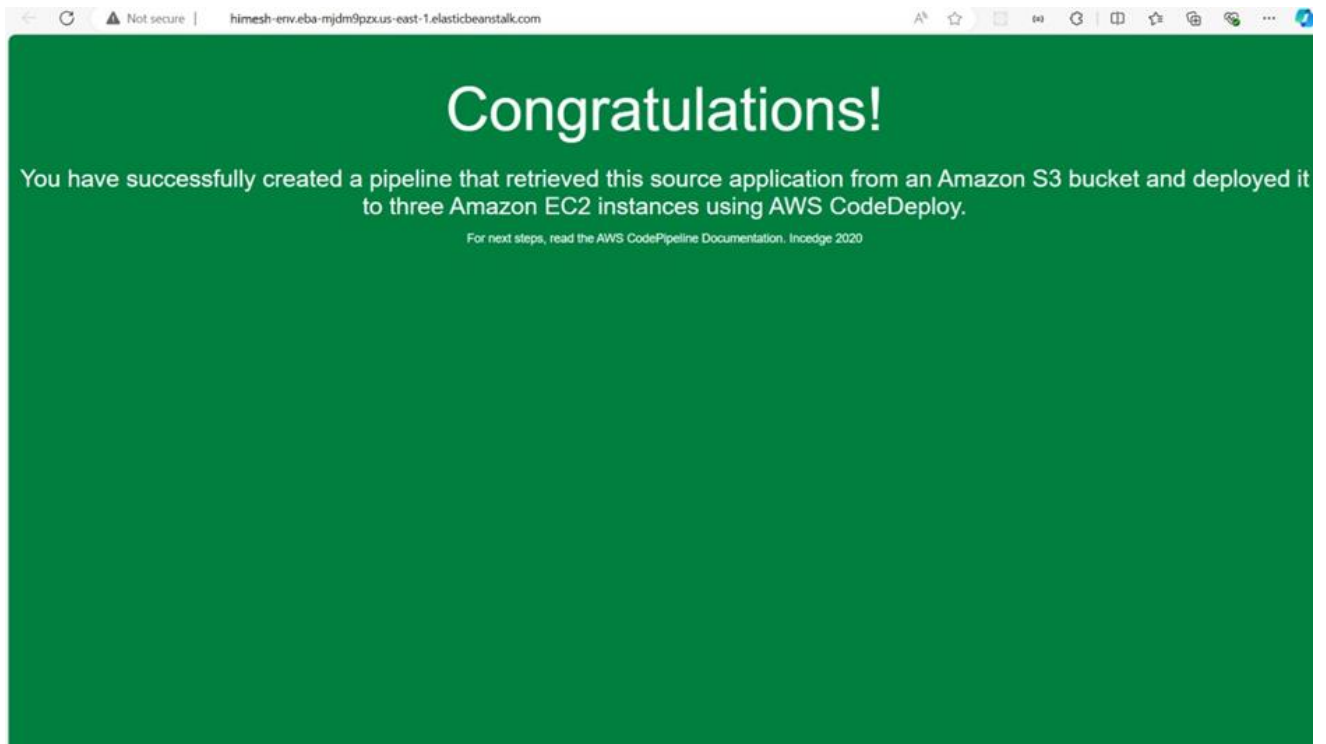 Not secure
himesh-env.eba-mjdm9pzx.us-east-1.elasticbeanstalk.com
Congratulations!
You have successfully created a pipeline that retrieved this source application from an Amazon S3 bucket and deployed it
to three Amazon EC2 instances using AWS CodeDeploy.
For next steps, read the AWS CodePipeline Documentation. Incedge 2020